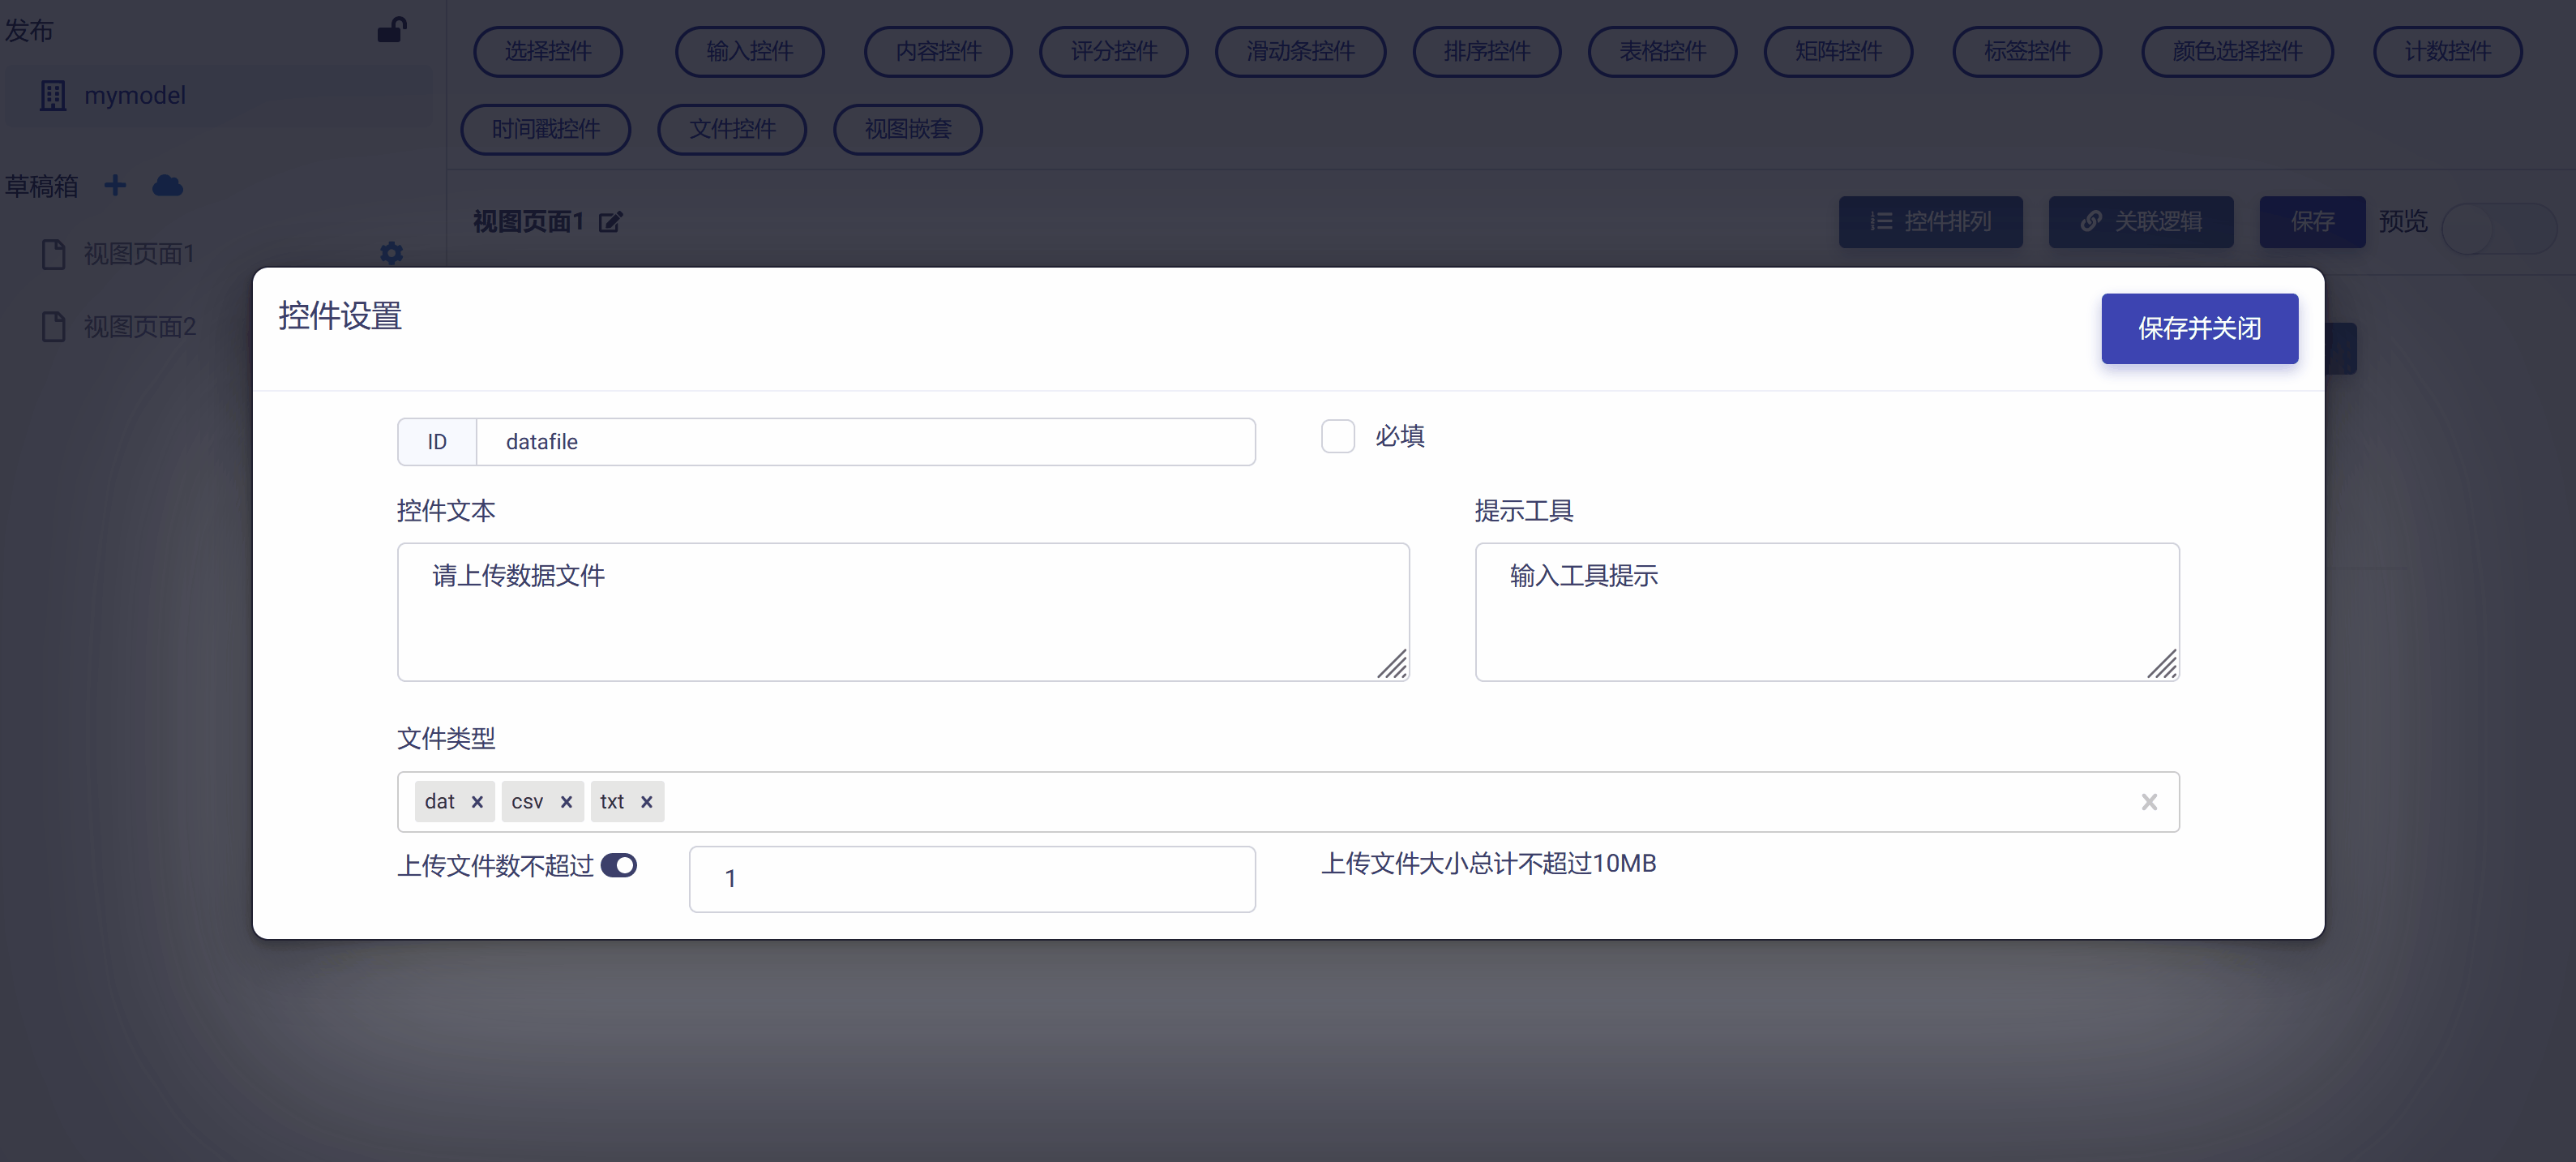 发布
mymodel
草稿箱
视图页面1
视图页面2
选择控件 输入控件 内容控件 评分控件 滑动条控件 排序控件 表格控件 矩阵控件 标签控件 颜色选择控件 计数控件
时间戳控件 文件控件 视图嵌套
视图页面1 控件排列 关联逻辑 保存 预览
控件设置 保存并关闭
ID datafile 必填
控件文本 提示工具
请上传数据文件 输入工具提示
文件类型
dat × csv × txt ×
上传文件数不超过 1 上传文件大小总计不超过10MB